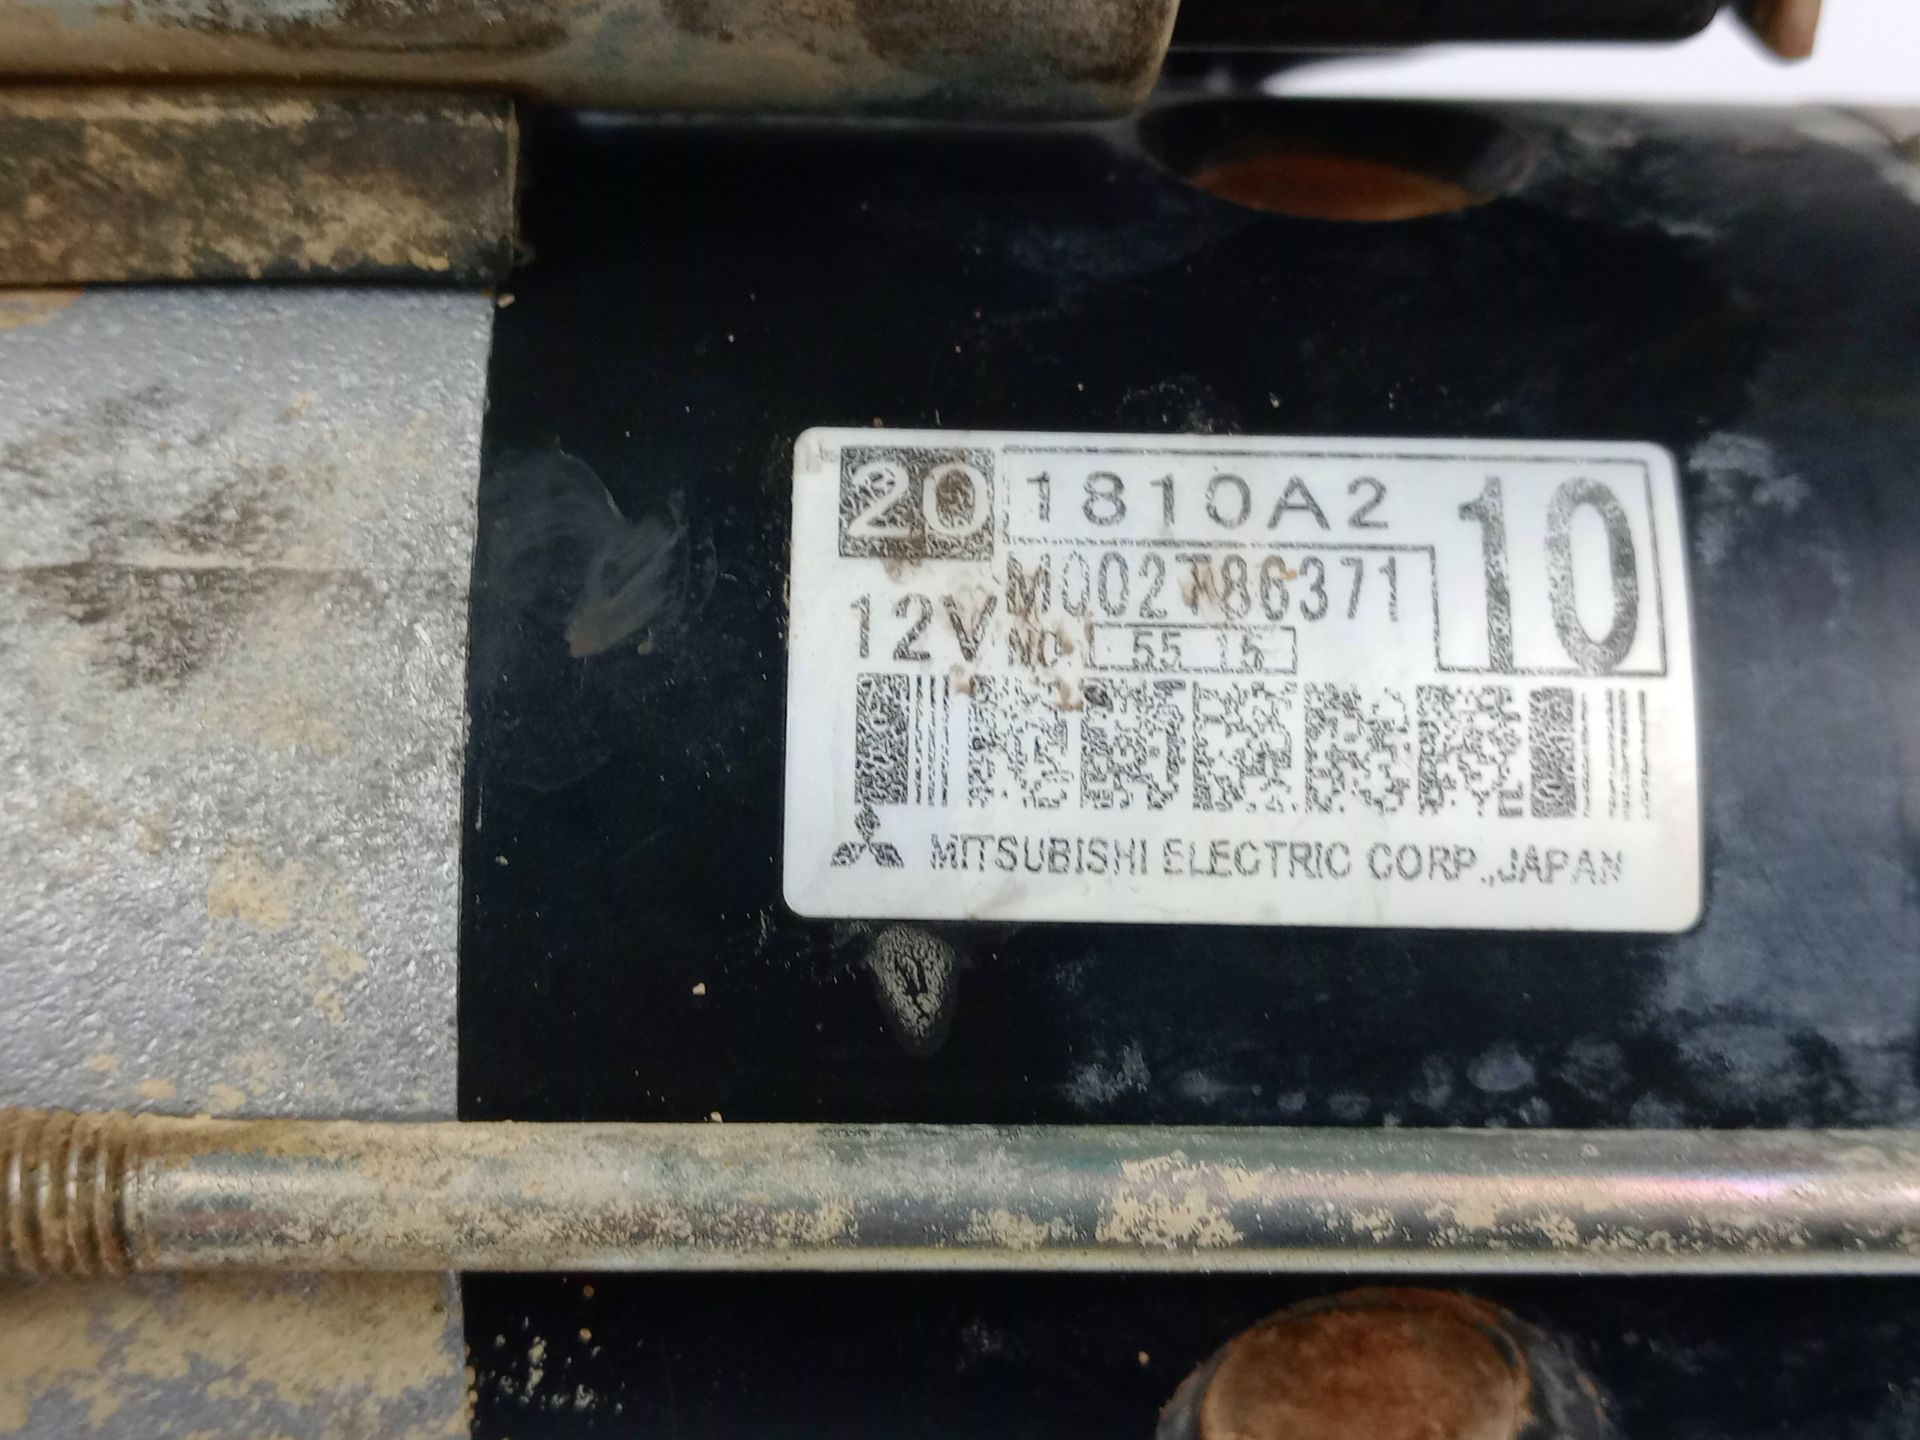 20 1810A2 10
M002T86371
12V NO. 55 15
MITSUBISHI ELECTRIC CORP.,JAPAN